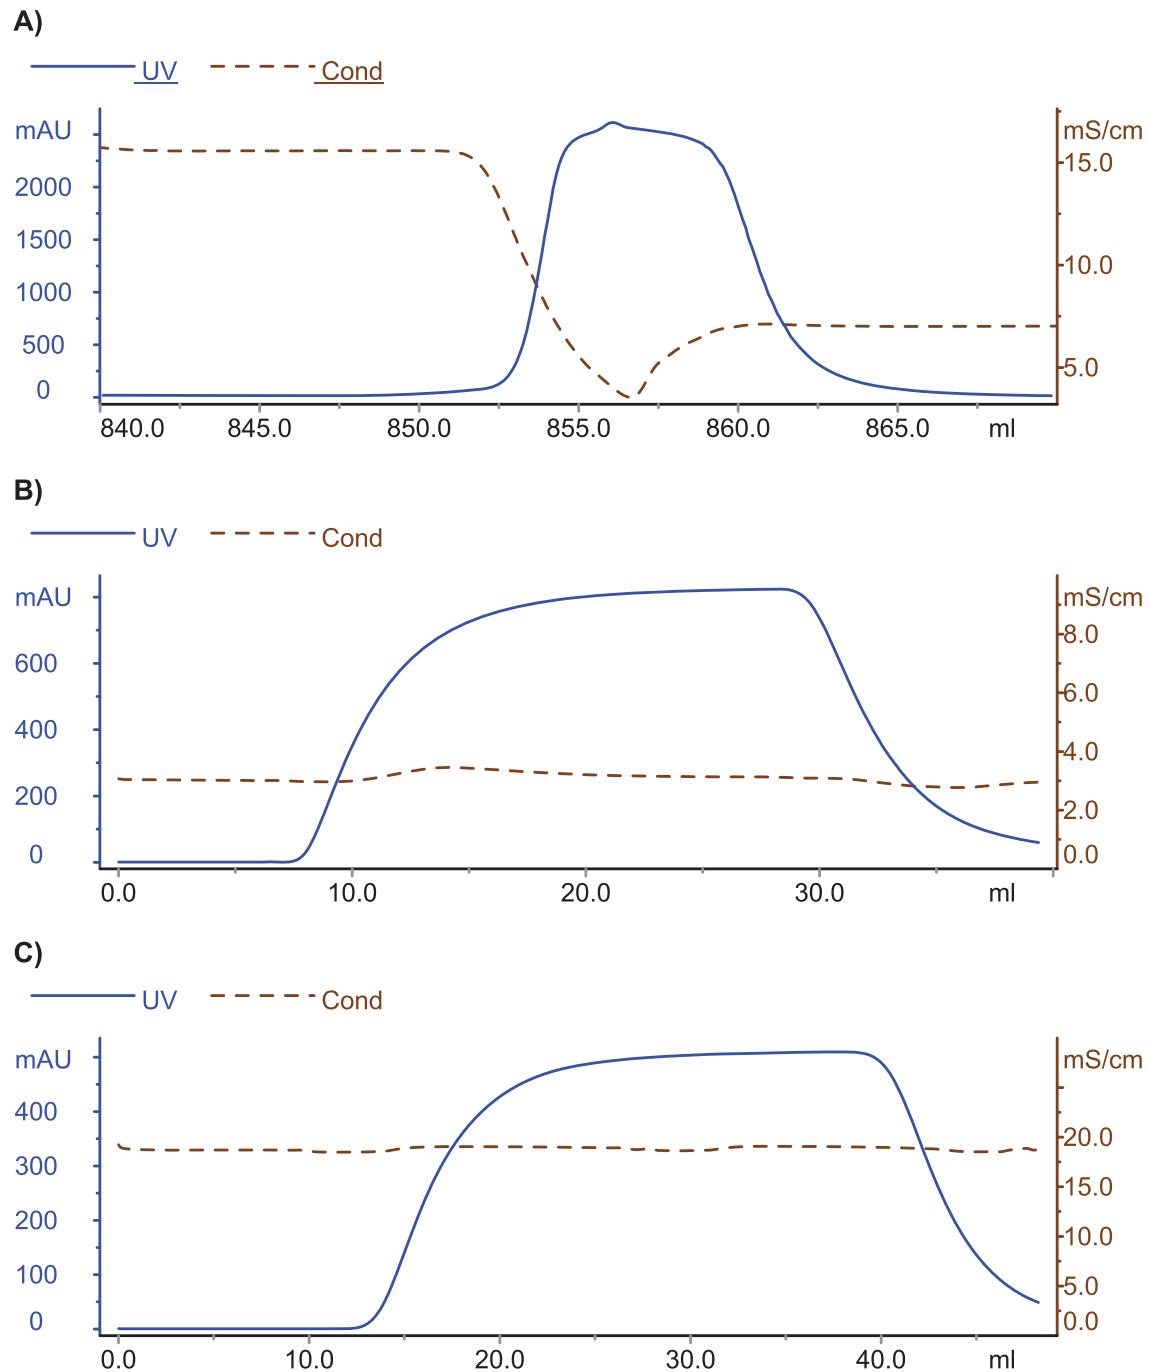 A)
UV Cond
mAU mS/cm
15.0
2000
1500
10.0
1000
500
5.0
0
840.0 845.0 850.0 855.0 860.0 865.0 ml
B)
UV Cond
mAU mS/cm
8.0
600
6.0
400
4.0
200
2.0
0 0.0
0.0 10.0 20.0 30.0 ml
C)
UV Cond
mAU mS/cm
400
20.0
300
15.0
200
10.0
100
5.0
0 0.0
0.0 10.0 20.0 30.0 40.0 ml